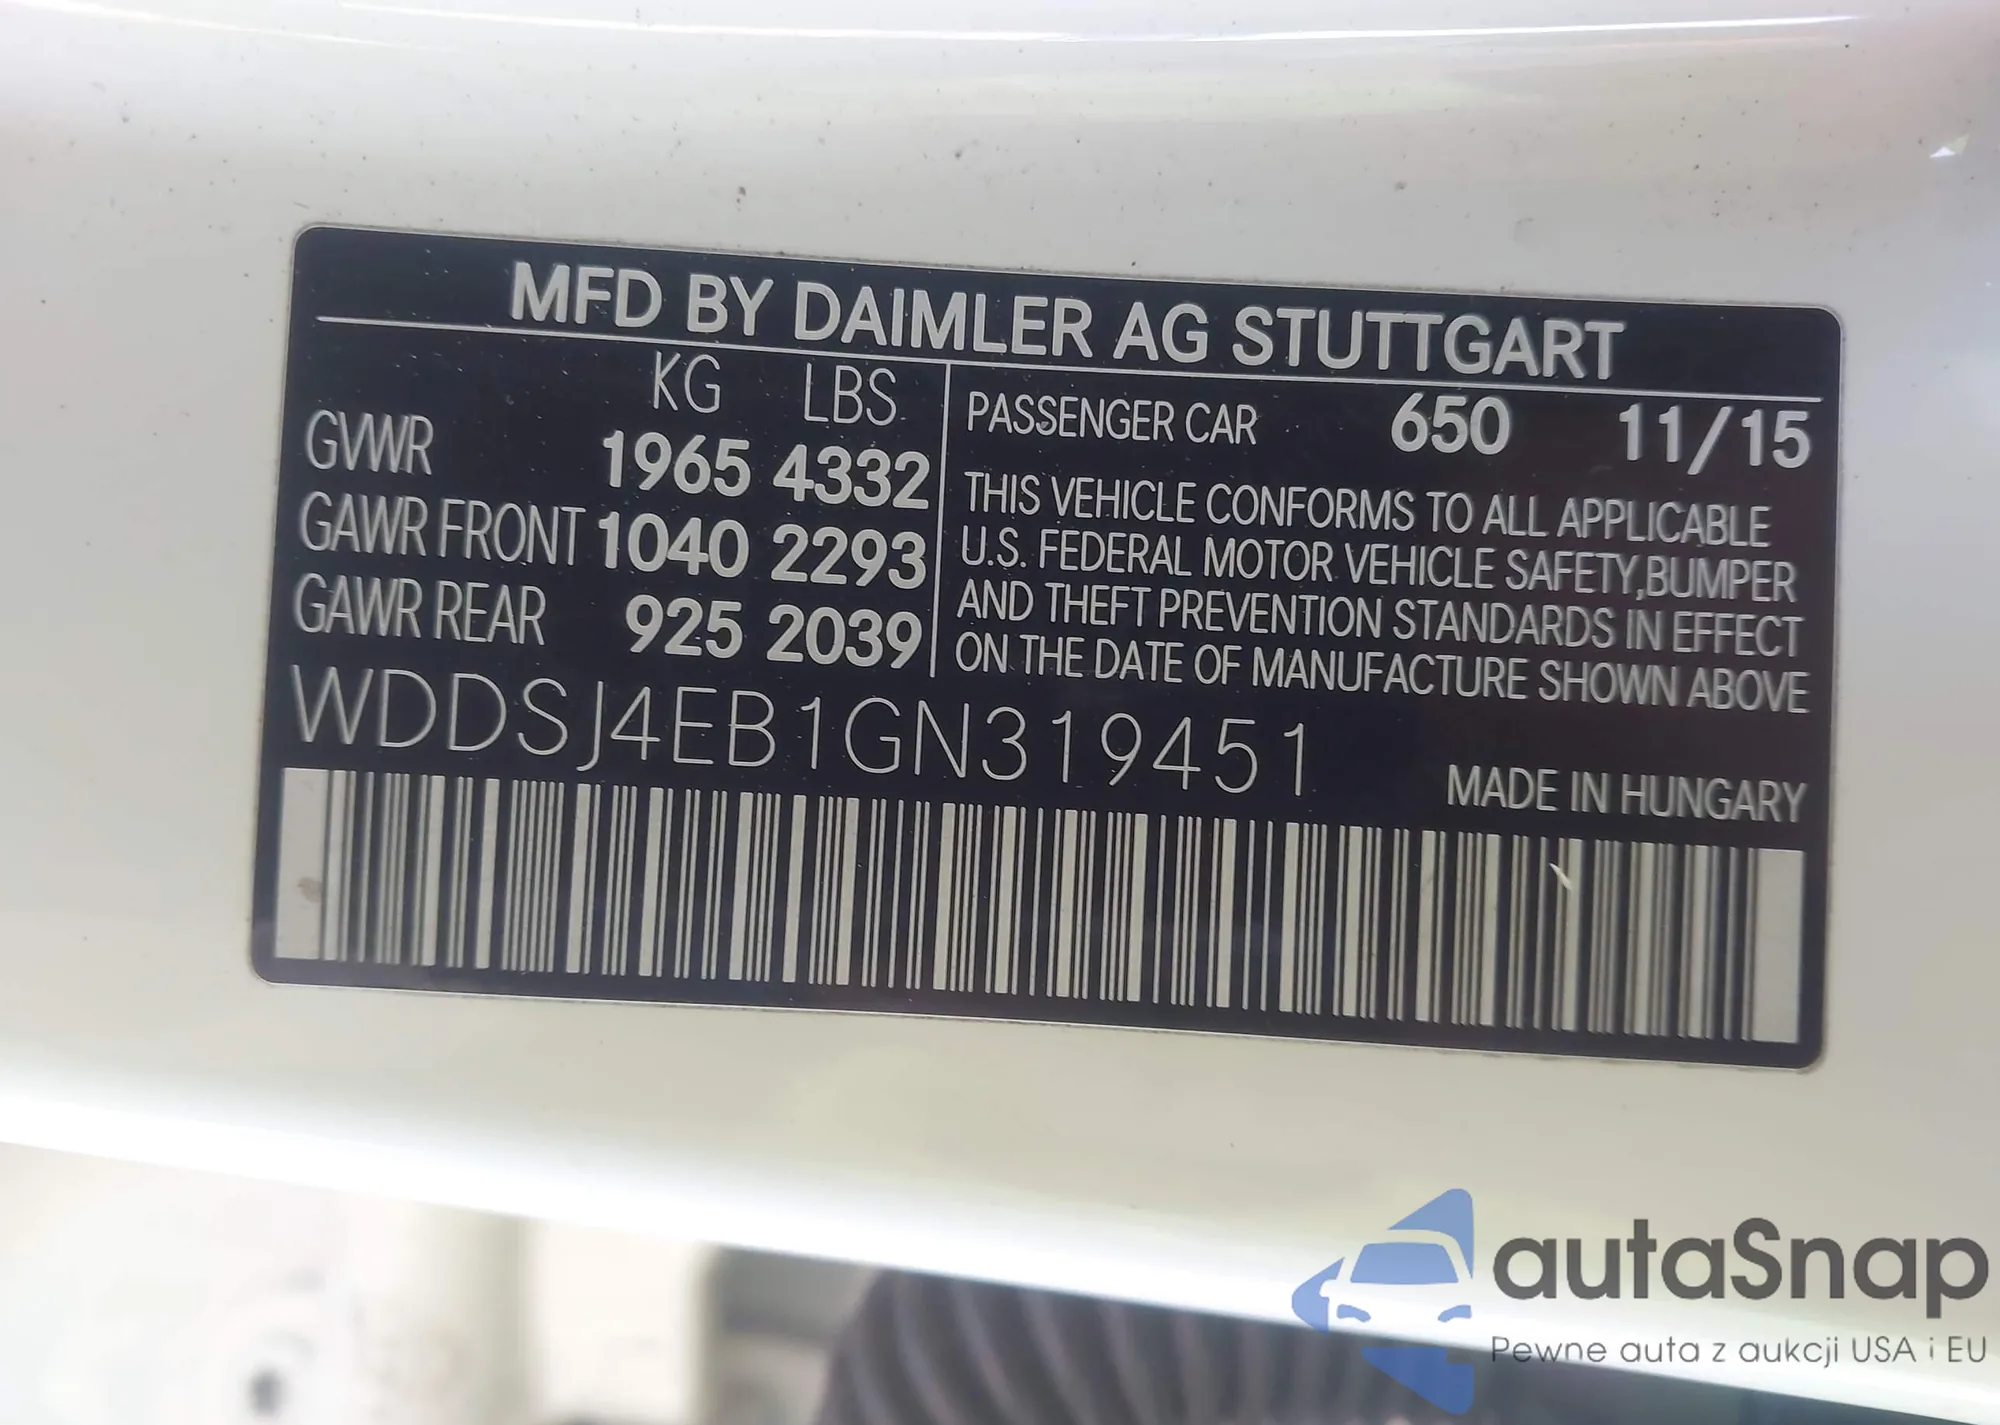 MFD BY DAIMLER AG STUTTGART
KG LBS
GVWR 1965 4332
GAWR FRONT 1040 2293
GAWR REAR 925 2039
PASSENGER CAR 650 11/15
THIS VEHICLE CONFORMS TO ALL APPLICABLE
U.S. FEDERAL MOTOR VEHICLE SAFETY,BUMPER
AND THEFT PREVENTION STANDARDS IN EFFECT
ON THE DATE OF MANUFACTURE SHOWN ABOVE
WDDSJ4EB1GN319451
MADE IN HUNGARY
autaSnap
Pewne auta z aukcji USA i EU